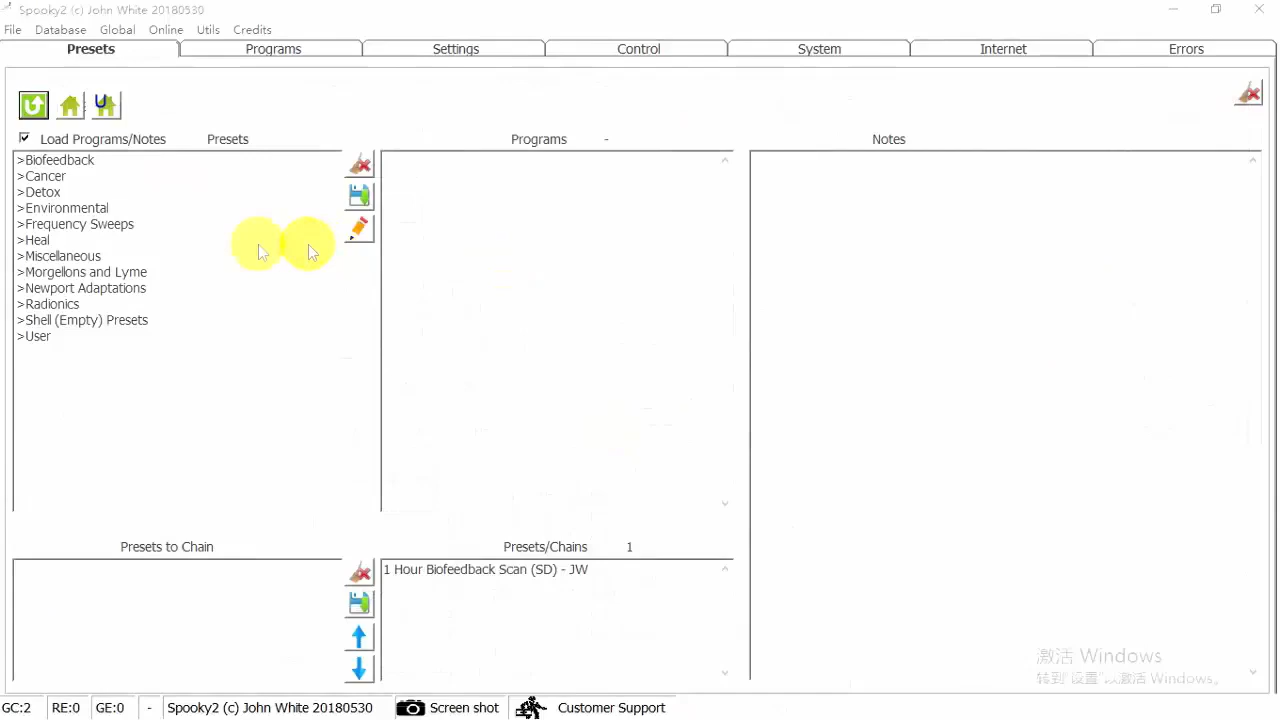 Spooky2 (c) John White 20180530
File Database Global Online Utils Credits
Presets Programs Settings Control System Internet Errors
Load Programs/Notes Presets Programs - Notes
>Biofeedback
>Cancer
>Detox
>Environmental
>Frequency Sweeps
>Heal
>Miscellaneous
>Morgellons and Lyme
>Newport Adaptations
>Radionics
>Shell (Empty) Presets
>User
Presets to Chain Presets/Chains 1
1 Hour Biofeedback Scan (SD) - JW
激活 Windows
转到"设置"以激活 Windows。
GC:2 RE:0 GE:0 - Spooky2 (c) John White 20180530 Screen shot Customer Support